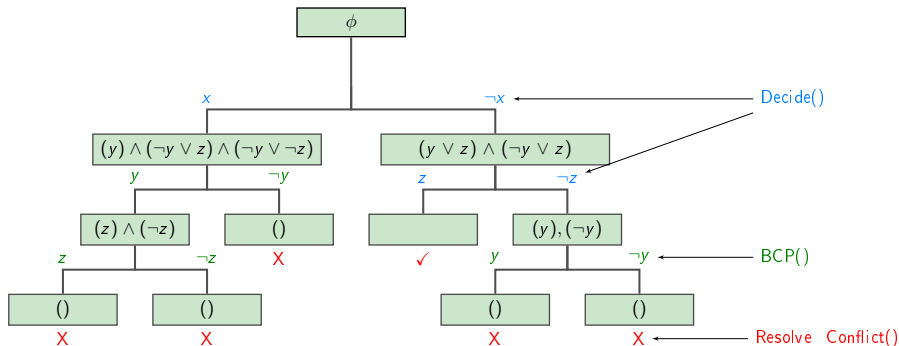 ϕ
x ¬x Decide()
(y) ∧ (¬y ∨ z) ∧ (¬y ∨ ¬z) (y ∨ z) ∧ (¬y ∨ z)
y ¬y z ¬z
(z) ∧ (¬z) () (y), (¬y)
z ¬z X ✓ y ¬y BCP()
() () () ()
X X X X Resolve Conflict()